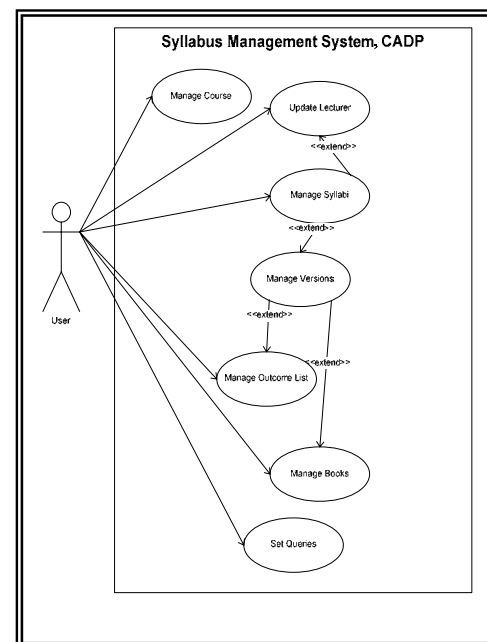 Syllabus Management System, CADP
Manage Course
Update Lecturer
<<extend>>
Manage Syllabi
<<extend>>
Manage Versions
<<extend>>
User
<<extend>>
Manage Outcome List
Manage Books
Set Queries